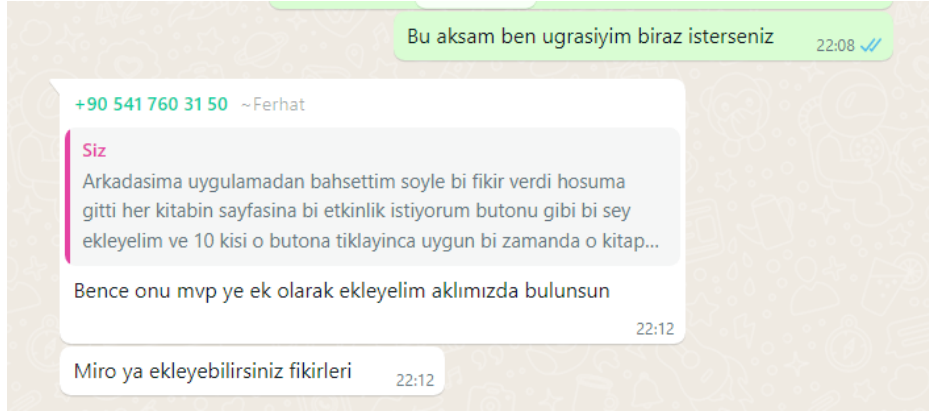 Bu aksam ben ugrasiyim biraz isterseniz
22:08
+90 541 760 31 50 ~Ferhat
Siz
Arkadasima uygulamadan bahsettim soyle bi fikir verdi hosuma
gitti her kitabin sayfasina bi etkinlik istiyorum butonu gibi bi sey
ekleyelim ve 10 kisi o butona tiklayinca uygun bi zamanda o kitap...
Bence onu mvp ye ek olarak ekleyelim aklımızda bulunsun
22:12
Miro ya ekleyebilirsiniz fikirleri
22:12